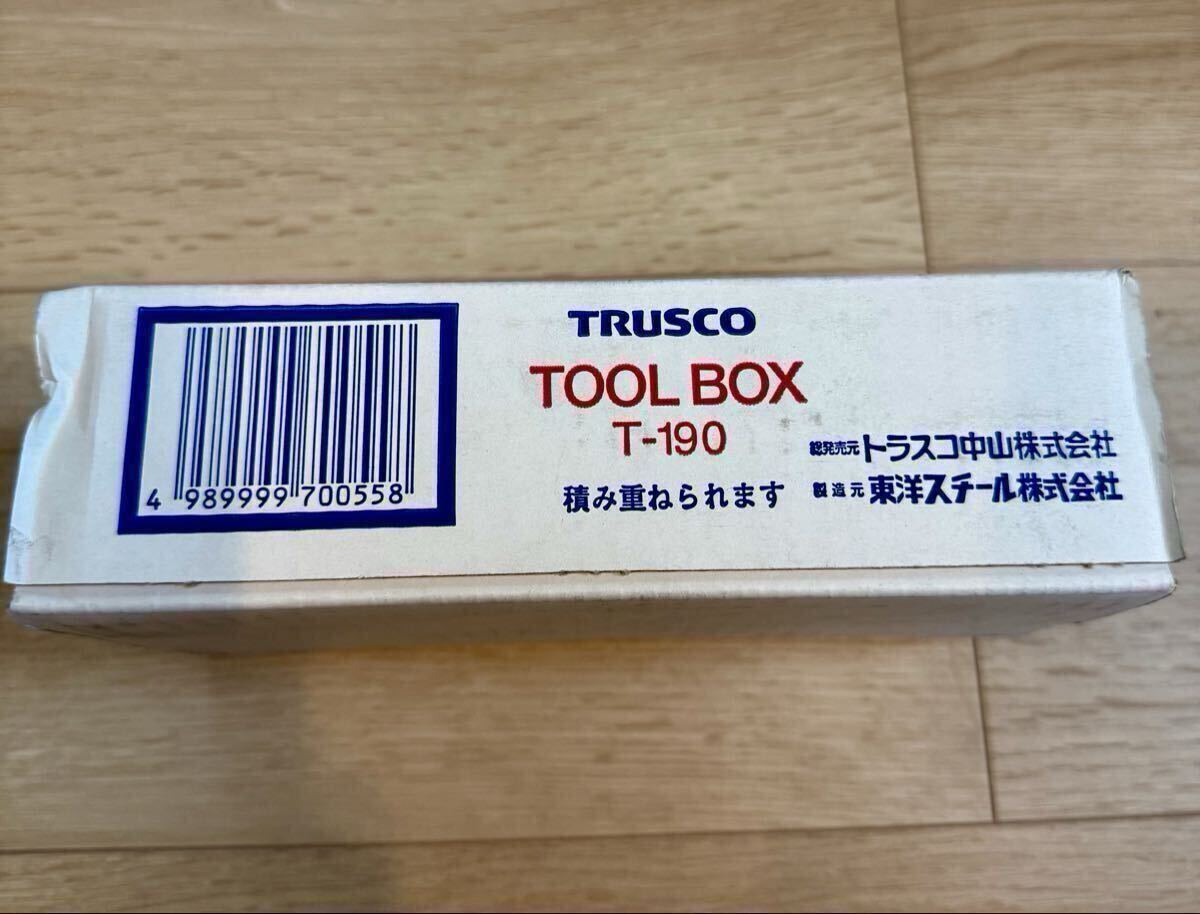 TRUSCO
TOOL BOX
T-190
積み重ねられます
総発売元 トラスコ中山株式会社
製造元 東洋スチール株式会社
4 989999 700558